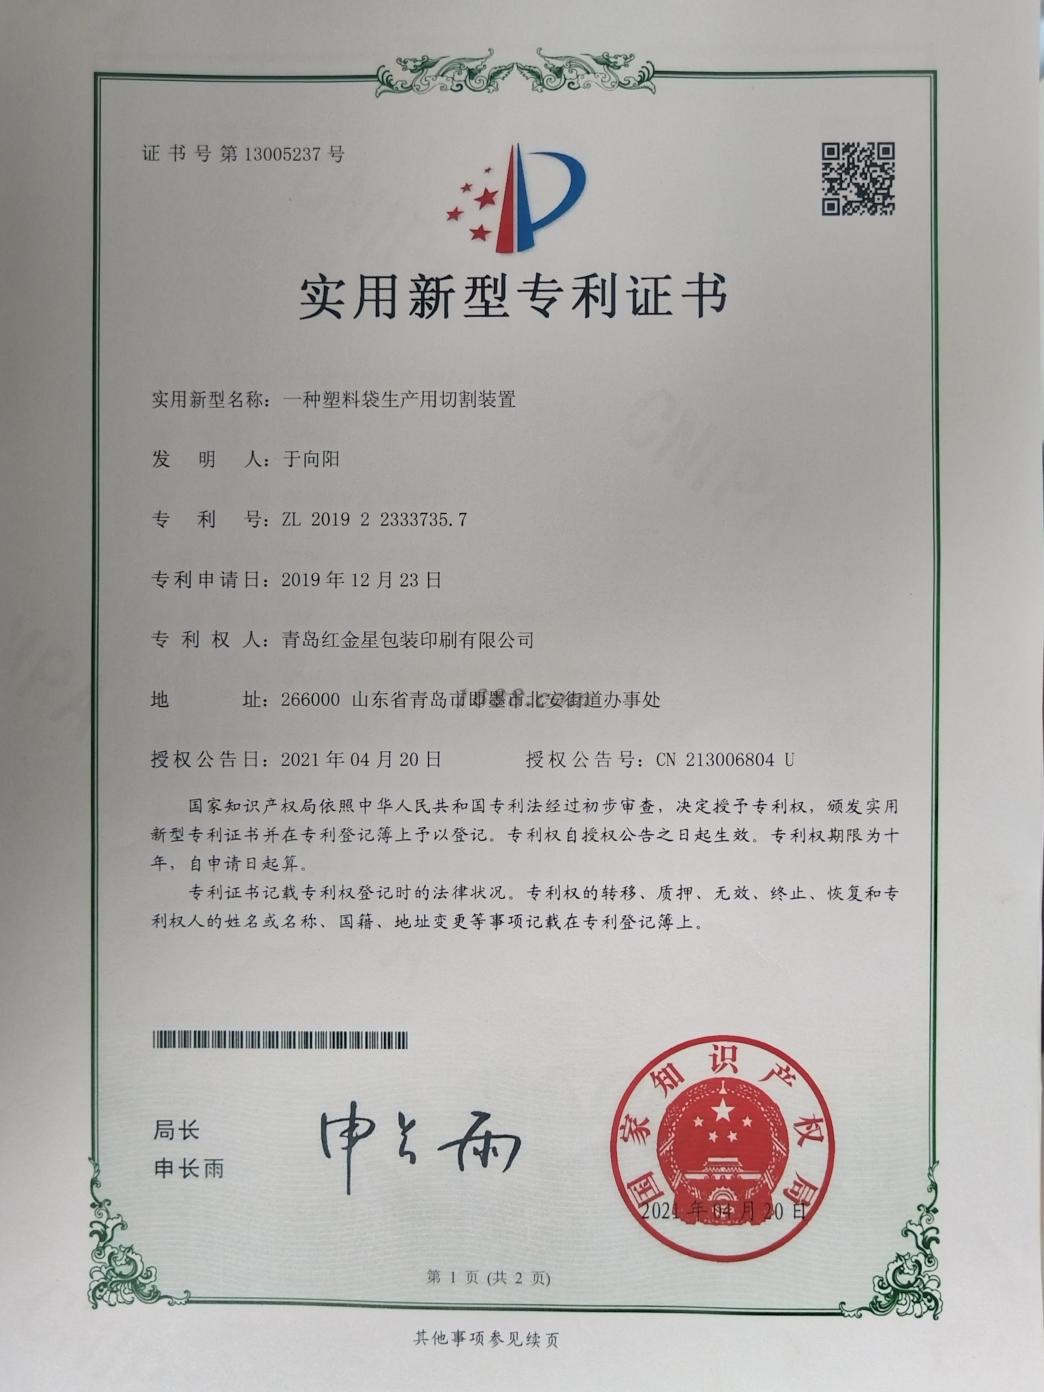 证书号第13005237号
实用新型专利证书
实用新型名称：一种塑料袋生产用切割装置
发明人：于向阳
专利号：ZL 2019 2 2333735.7
专利申请日：2019年12月23日
专利权人：青岛红金星包装印刷有限公司
地址：266000 山东省青岛市即墨市北安街道办事处
授权公告日：2021年04月20日 授权公告号：CN 213006804 U
国家知识产权局依照中华人民共和国专利法经过初步审查，决定授予专利权，颁发实用
新型专利证书并在专利登记簿上予以登记。专利权自授权公告之日起生效。专利权期限为十
年，自申请日起算。
专利证书记载专利权登记时的法律状况。专利权的转移、质押、无效、终止、恢复和专
利权人的姓名或名称、国籍、地址变更等事项记载在专利登记簿上。
局长
申长雨
申长雨
国家知识产权局
2021年04月20日
第 1 页 (共 2 页)
其他事项参见续页